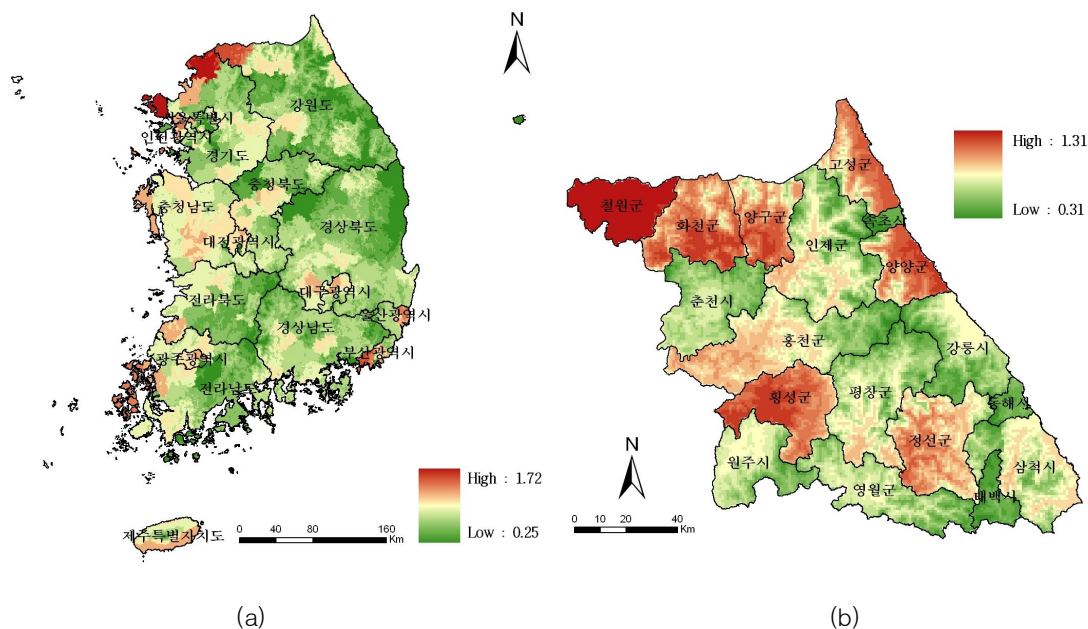 N
강원도
서울특별시
인천광역시
경기도
충청북도
충청남도
대전광역시
경상북도
전라북도
대구광역시
경상남도
울산광역시
부산광역시
광주광역시
전라남도
제주특별자치도
High : 1.72
Low : 0.25
0 40 80 160
Km
(a)
고성군
철원군
화천군
양구군
인제군
속초시
양양군
춘천시
홍천군
강릉시
횡성군
평창군
동해시
정선군
원주시
영월군
태백시
삼척시
High : 1.31
Low : 0.31
N
0 10 20 40
Km
(b)